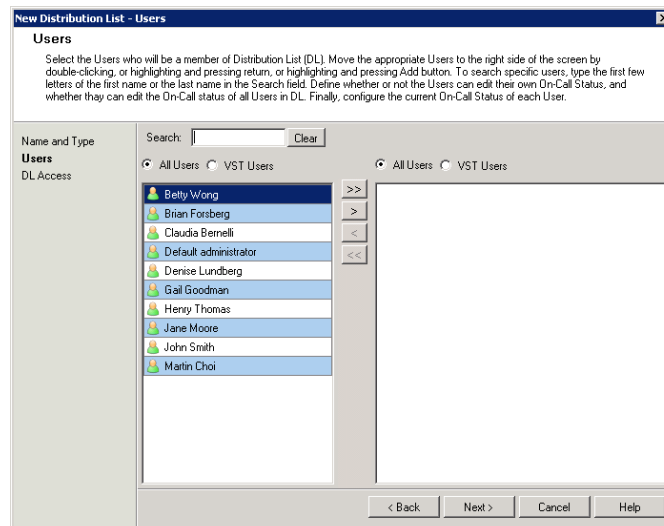 New Distribution List - Users
Users
Select the Users who will be a member of Distribution List (DL). Move the appropriate Users to the right side of the screen by
double-clicking, or highlighting and pressing return, or highlighting and pressing Add button. To search specific users, type the first few
letters of the first name or the last name in the Search field. Define whether or not the Users can edit their own On-Call Status, and
whether thay can edit the On-Call status of all Users in DL. Finally, configure the current On-Call Status of each User.
Name and Type
Users
DL Access
Search:
Clear
All Users
VST Users
All Users
VST Users
Betty Wong
Brian Forsberg
Claudia Bernelli
Default administrator
Denise Lundberg
Gail Goodman
Henry Thomas
Jane Moore
John Smith
Martin Choi
>>
>
<
<<
< Back
Next >
Cancel
Help